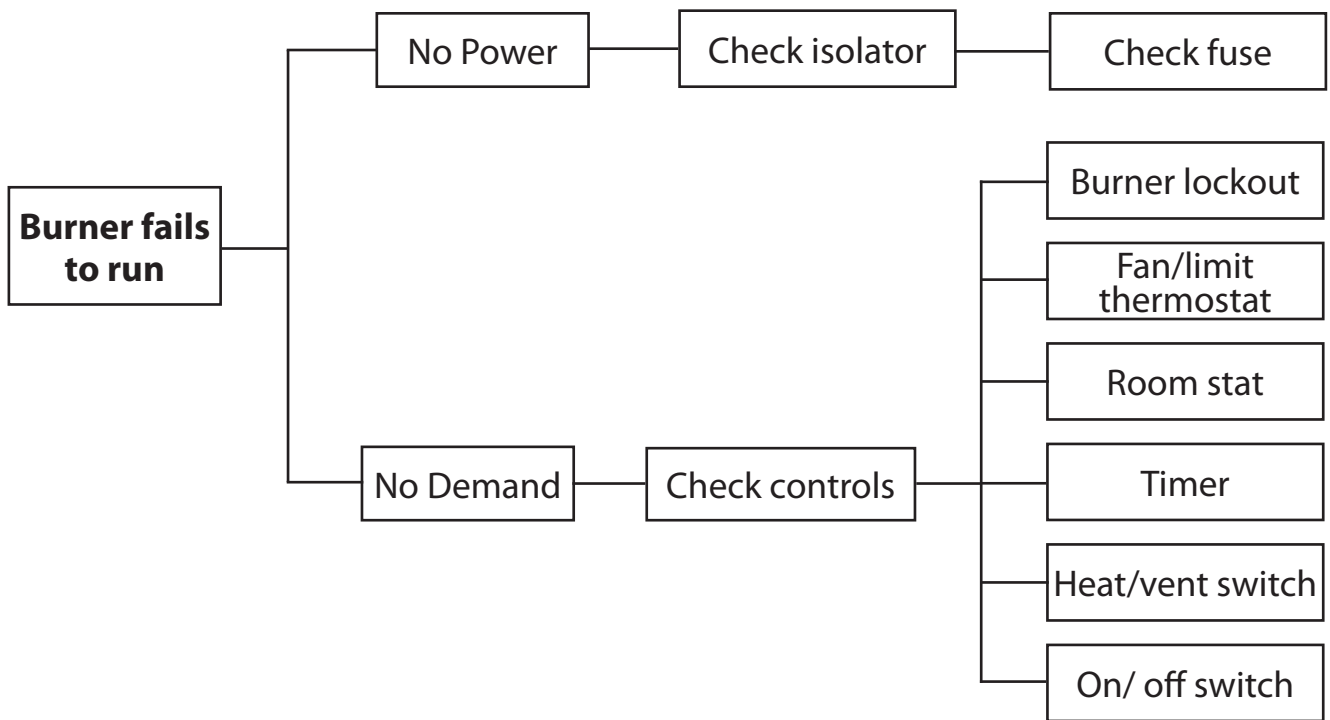 No Power
Check isolator
Check fuse
Burner fails
to run
Burner lockout
Fan/limit
thermostat
Room stat
No Demand
Check controls
Timer
Heat/vent switch
On/ off switch